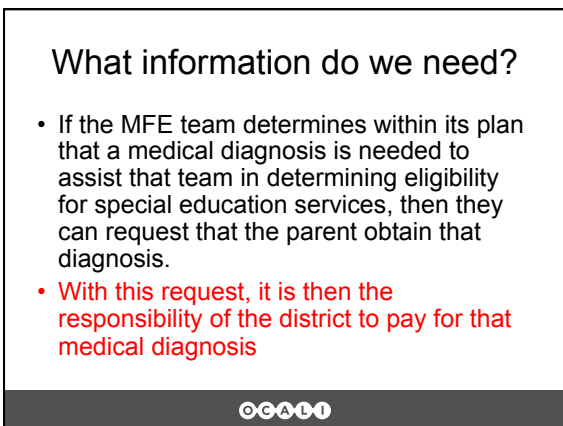 What information do we need?
• If the MFE team determines within its plan
that a medical diagnosis is needed to
assist that team in determining eligibility
for special education services, then they
can request that the parent obtain that
diagnosis.
• With this request, it is then the
responsibility of the district to pay for that
medical diagnosis
OCALI